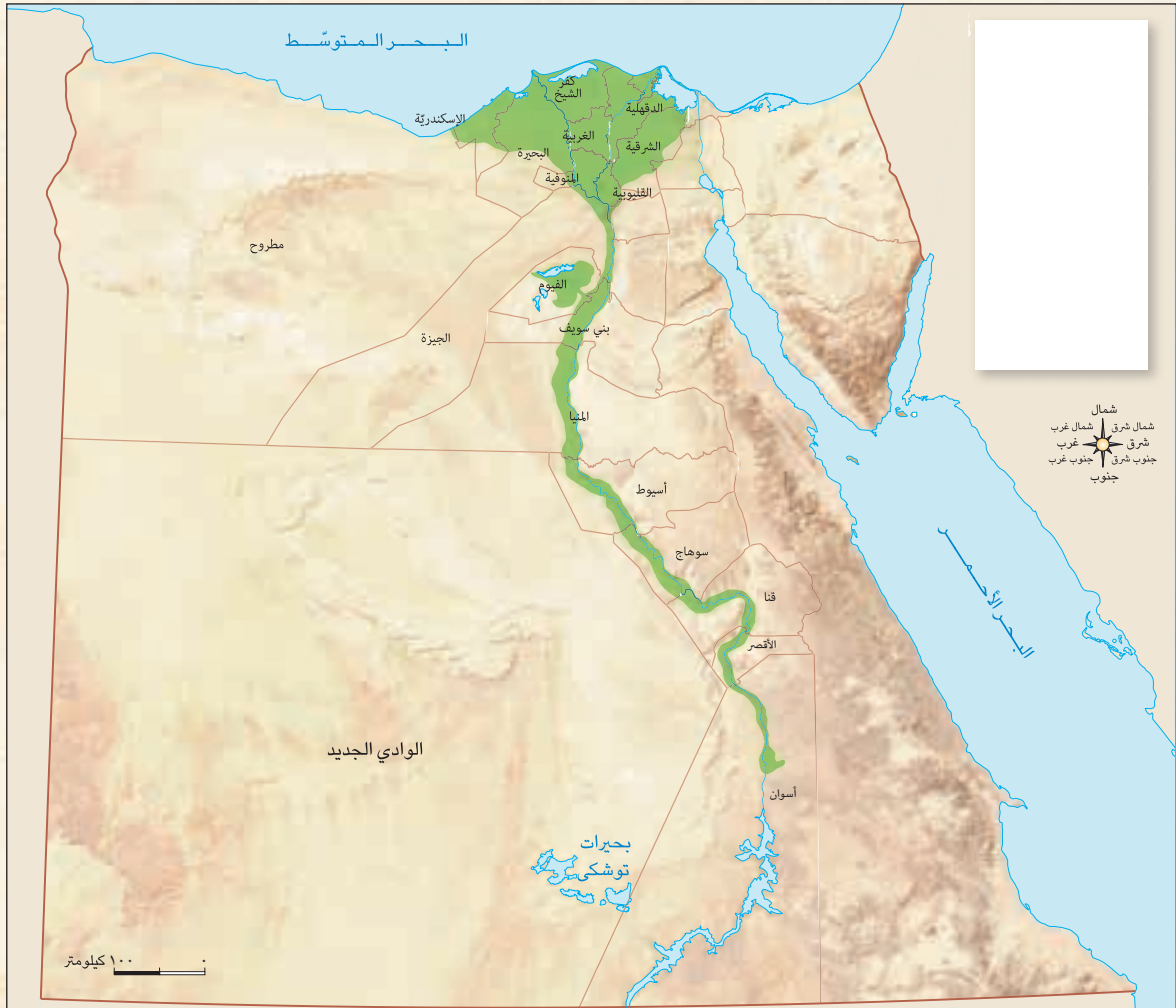 البحر المتوسّط
كفر
الشيخ
الدقهلية
الإسكندريّة
الغربية
الشرقية
البحيرة
المنوفية
القليوبية
مطروح
الفيوم
بني سويف
الجيزة
المنيا
شمال
شمال شرق
شمال غرب
شرق
غرب
جنوب شرق
جنوب غرب
جنوب
أسيوط
سوهاج
البحر الأحمر
قنا
الأقصر
الوادي الجديد
أسوان
بحيرات
توشكى
٠
١٠٠ كيلومتر